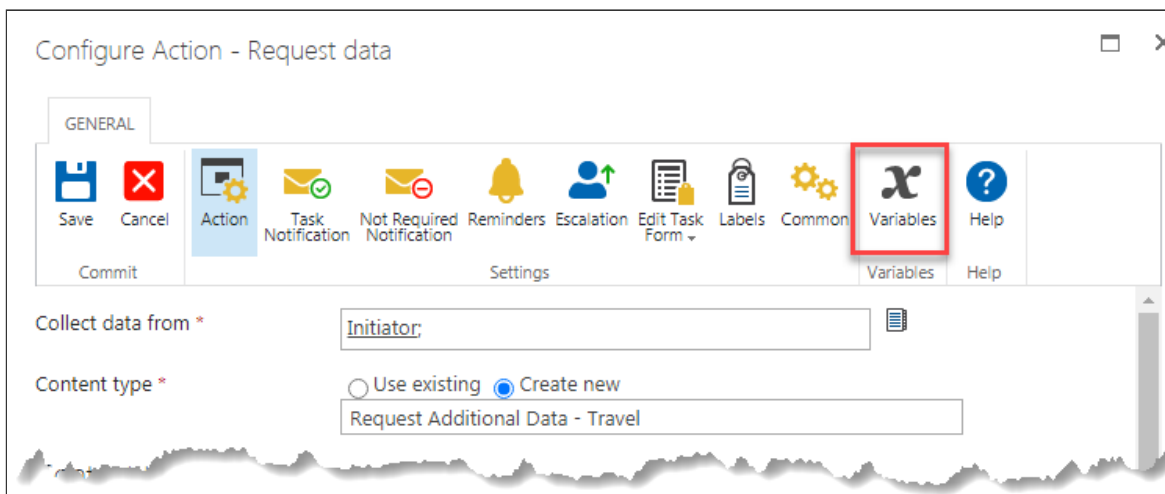 Configure Action - Request data
GENERAL
Save Cancel Action Task Notification Not Required Notification Reminders Escalation Edit Task Form Labels Common Variables Help
Commit Settings Variables Help
Collect data from *
Initiator;
Content type *
Use existing Create new
Request Additional Data - Travel